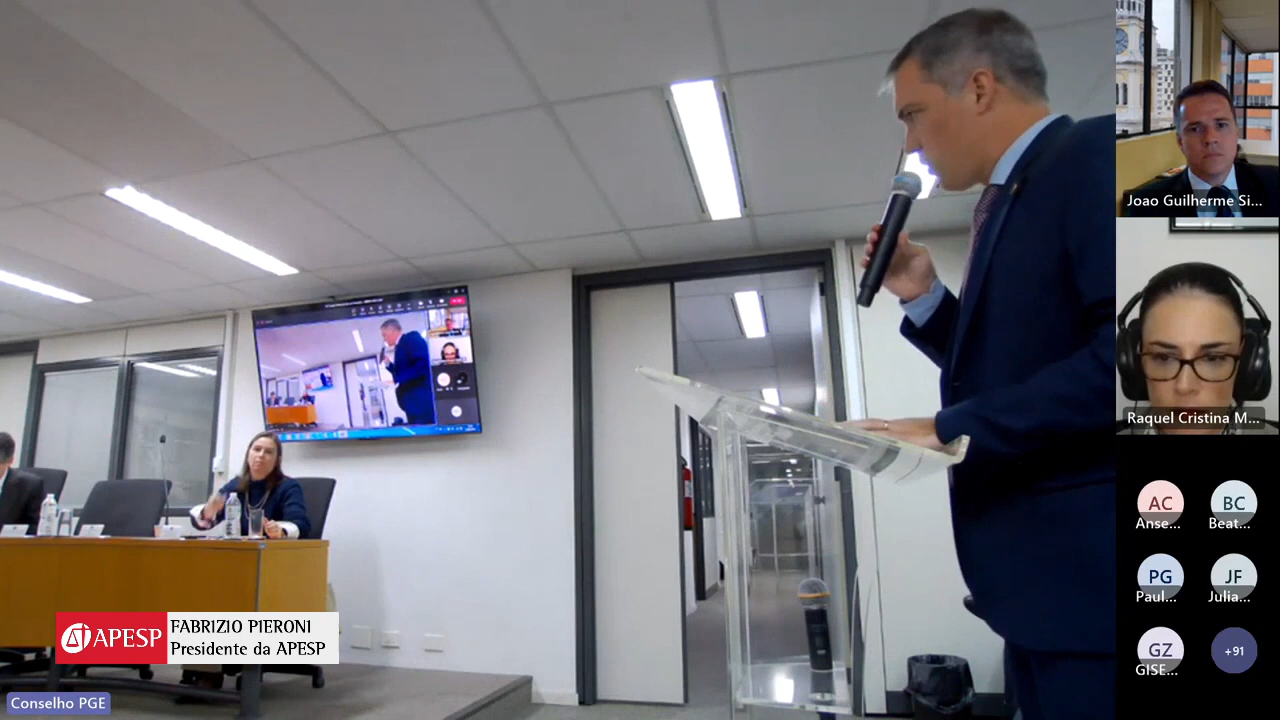 Joao Guilherme Si...
Raquel Cristina M...
AC
Anse...
BC
Beat...
PG
Paul...
JF
Julia...
GZ
GISE...
+91
APESP
FABRIZIO PIERONI
Presidente da APESP
Conselho PGE